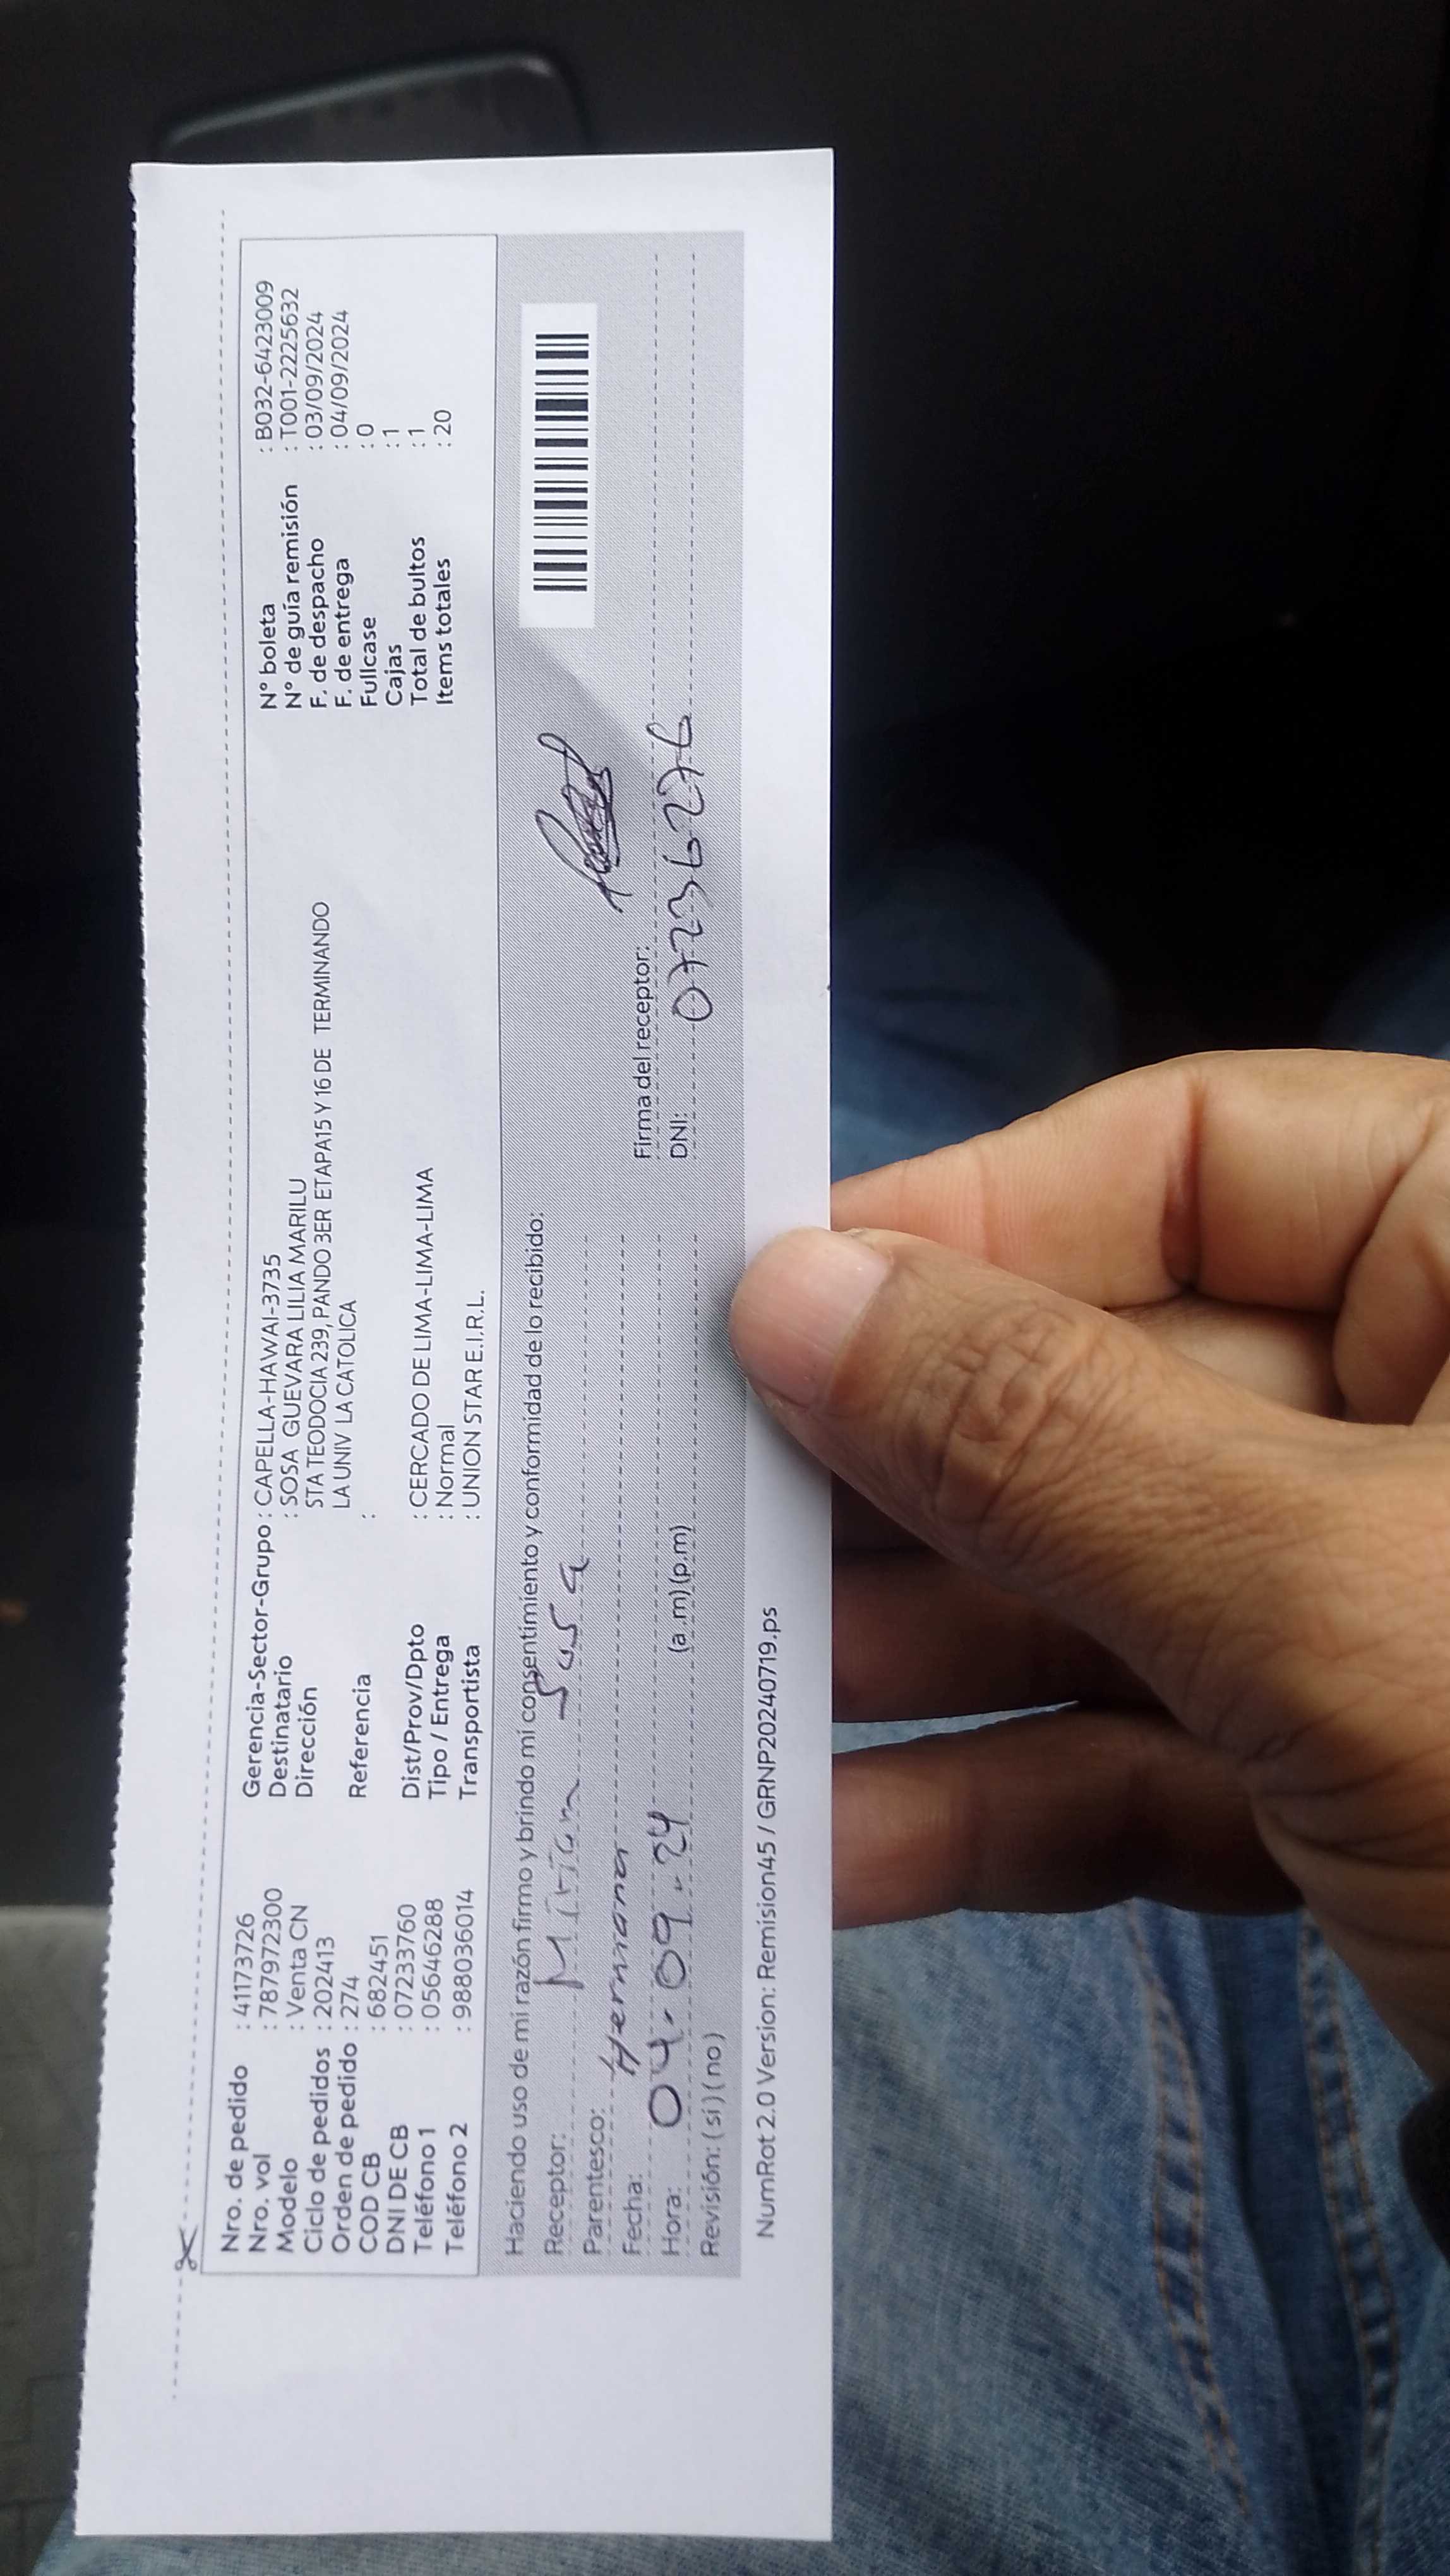 Nro. de pedido : 41173726
Nro. vol : 787972300
Modelo : Venta CN
Ciclo de pedidos : 202413
Orden de pedido : 274
COD CB : 682451
DNI DE CB : 07233760
Teléfono 1 : 05646288
Teléfono 2 : 988036014
Gerencia-Sector-Grupo : CAPELLA-HAWAI-3735
Destinatario : SOSA GUEVARA LILIA MARILU
Dirección STA TEODOCIA 239, PANDO 3ER ETAPA15 Y 16 DE TERMINANDO
LA UNIV LA CATOLICA
Referencia :
Dist/Prov/Dpto : CERCADO DE LIMA-LIMA-LIMA
Tipo / Entrega : Normal
Transportista : UNION STAR E.I.R.L.
N° boleta : B032-6423009
N° de guía remisión : T001-2225632
F. de despacho : 03/09/2024
F. de entrega : 04/09/2024
Fullcase : 0
Cajas : 1
Total de bultos : 1
Items totales : 20
Haciendo uso de mi razón firmo y brindo mi consentimiento y conformidad de lo recibido:
Receptor: Miriam Sosa
Parentesco: Hermana
Fecha: 04-09-24
Hora: (a.m)(p.m)
Revisión: (si)(no)
Firma del receptor:
DNI: 07236276
NumRot 2.0 Version: Remision45 / GRNP20240719.ps